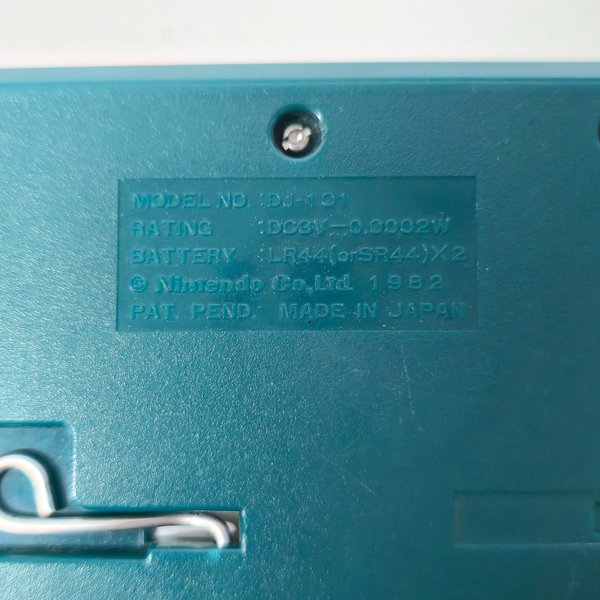 MODEL NO. :DJ-101
RATING :DC3V⎓0.0002W
BATTERY :LR44(orSR44)X2
© Nintendo Co,Ltd. 1982
PAT. PEND. MADE IN JAPAN